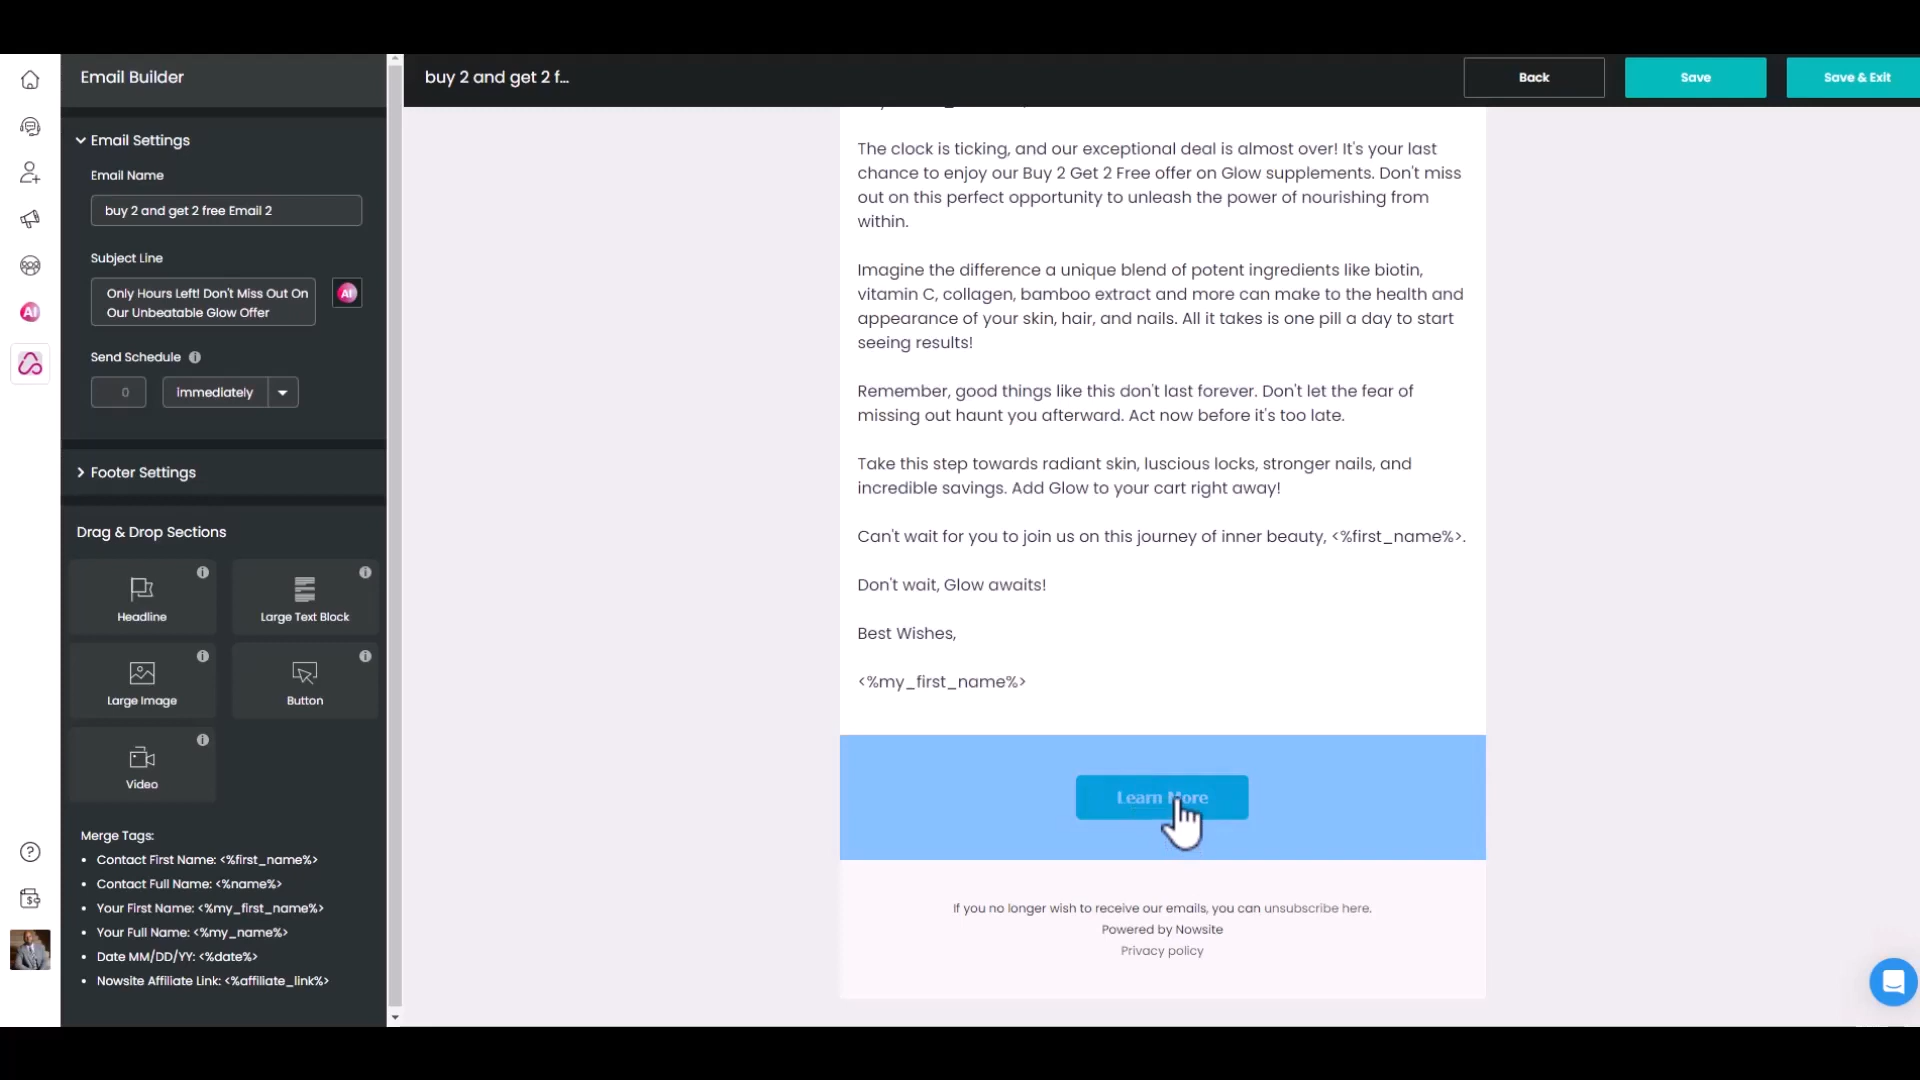 Email Builder
buy 2 and get 2 f...
Back
Save
Save & Exit
Email Settings
Email Name
buy 2 and get 2 free Email 2
Subject Line
Only Hours Left! Don't Miss Out On
Our Unbeatable Glow Offer
AI
Send Schedule
0
immediately
Footer Settings
Drag & Drop Sections
Headline
Large Text Block
Large Image
Button
Video
Merge Tags:
• Contact First Name: <%first_name%>
• Contact Full Name: <%name%>
• Your First Name: <%my_first_name%>
• Your Full Name: <%my_name%>
• Date MM/DD/YY: <%date%>
• Nowsite Affiliate Link: <%affiliate_link%>
AI
The clock is ticking, and our exceptional deal is almost over! It's your last
chance to enjoy our Buy 2 Get 2 Free offer on Glow supplements. Don't miss
out on this perfect opportunity to unleash the power of nourishing from
within.
Imagine the difference a unique blend of potent ingredients like biotin,
vitamin C, collagen, bamboo extract and more can make to the health and
appearance of your skin, hair, and nails. All it takes is one pill a day to start
seeing results!
Remember, good things like this don't last forever. Don't let the fear of
missing out haunt you afterward. Act now before it's too late.
Take this step towards radiant skin, luscious locks, stronger nails, and
incredible savings. Add Glow to your cart right away!
Can't wait for you to join us on this journey of inner beauty, <%first_name%>.
Don't wait, Glow awaits!
Best Wishes,
<%my_first_name%>
Learn More
If you no longer wish to receive our emails, you can unsubscribe here.
Powered by Nowsite
Privacy policy